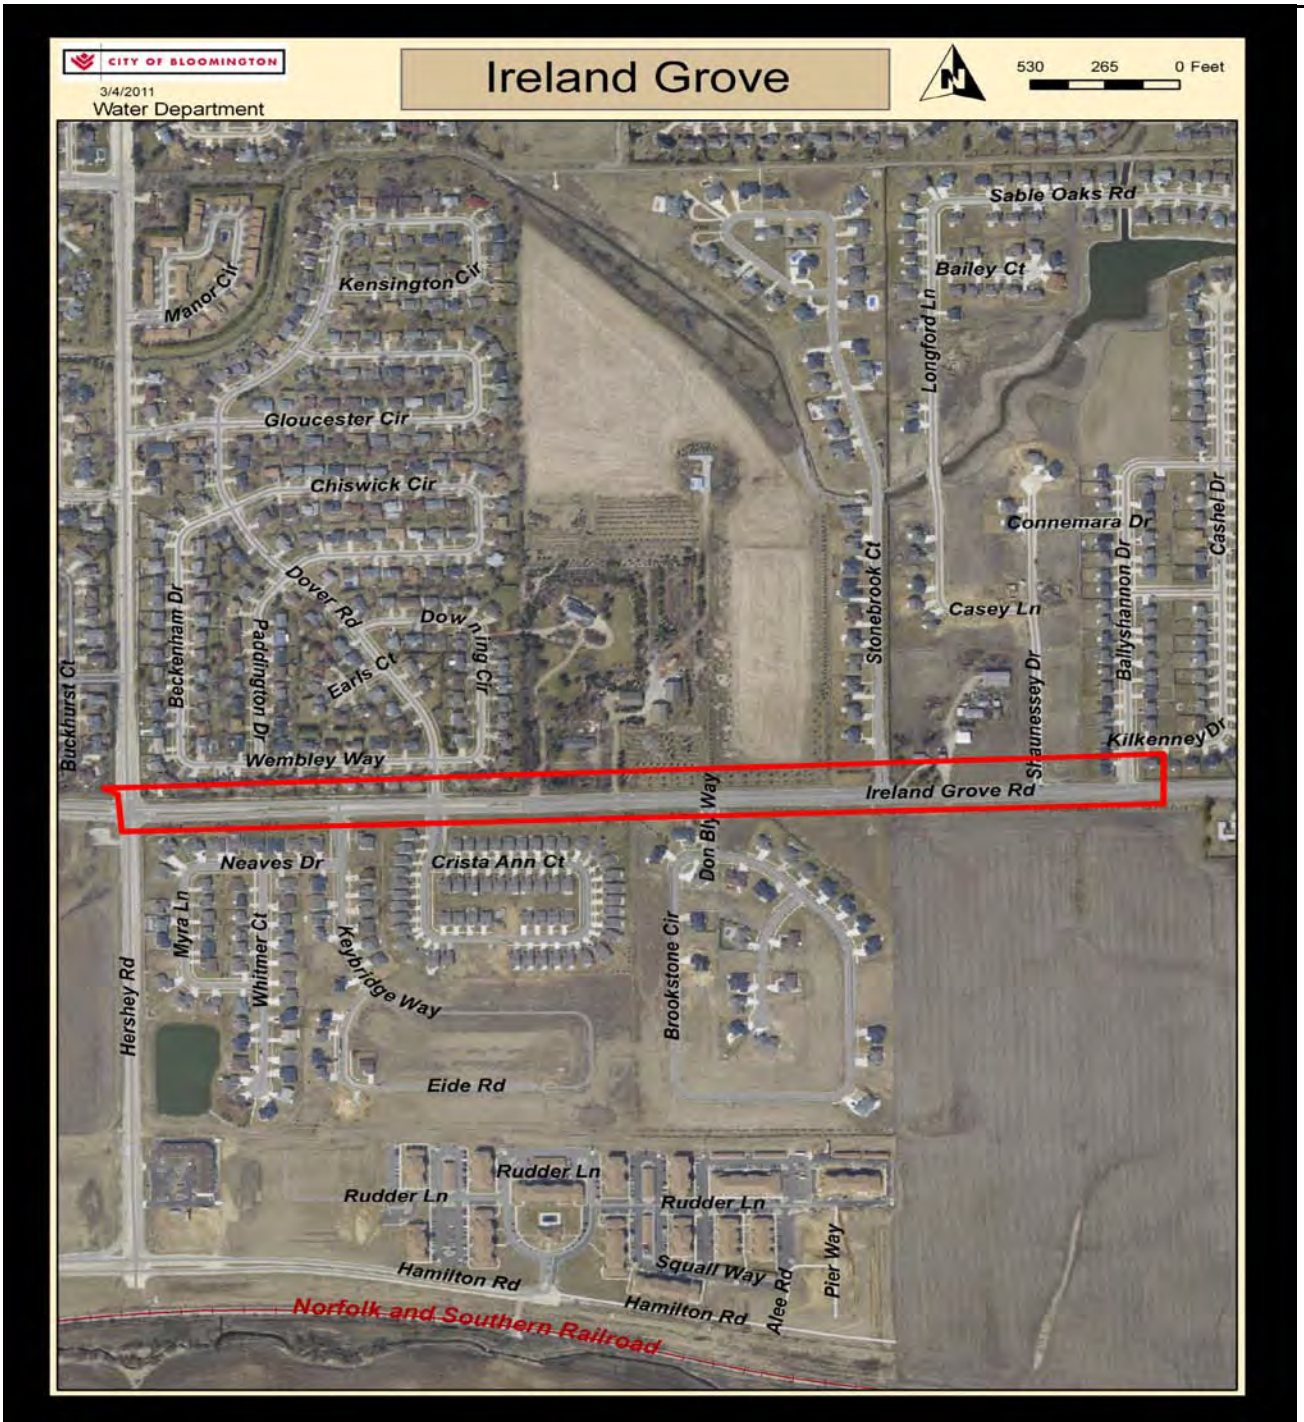 CITY OF BLOOMINGTON
3/4/2011
Water Department
Ireland Grove
N
530 265 0 Feet
Sable Oaks Rd
Bailey Ct
Manor Cir
Kensington Cir
Longford Ln
Gloucester Cir
Chiswick Cir
Connemara Dr
Cashel Dr
Dover Rd
Beckenham Dr
Paddington Dr
Downing Cir
Earls Ct
Stonebrook Ct
Casey Ln
Ballyshannon Dr
Shaunessey Dr
Buckhurst Ct
Wembley Way
Kilkenney Dr
Ireland Grove Rd
Don Bly Way
Neaves Dr
Crista Ann Ct
Myra Ln
Whitmer Ct
Keybridge Way
Brookstone Cir
Hershey Rd
Eide Rd
Rudder Ln
Rudder Ln
Rudder Ln
Squall Way
Pier Way
Alee Rd
Hamilton Rd
Hamilton Rd
Norfolk and Southern Railroad